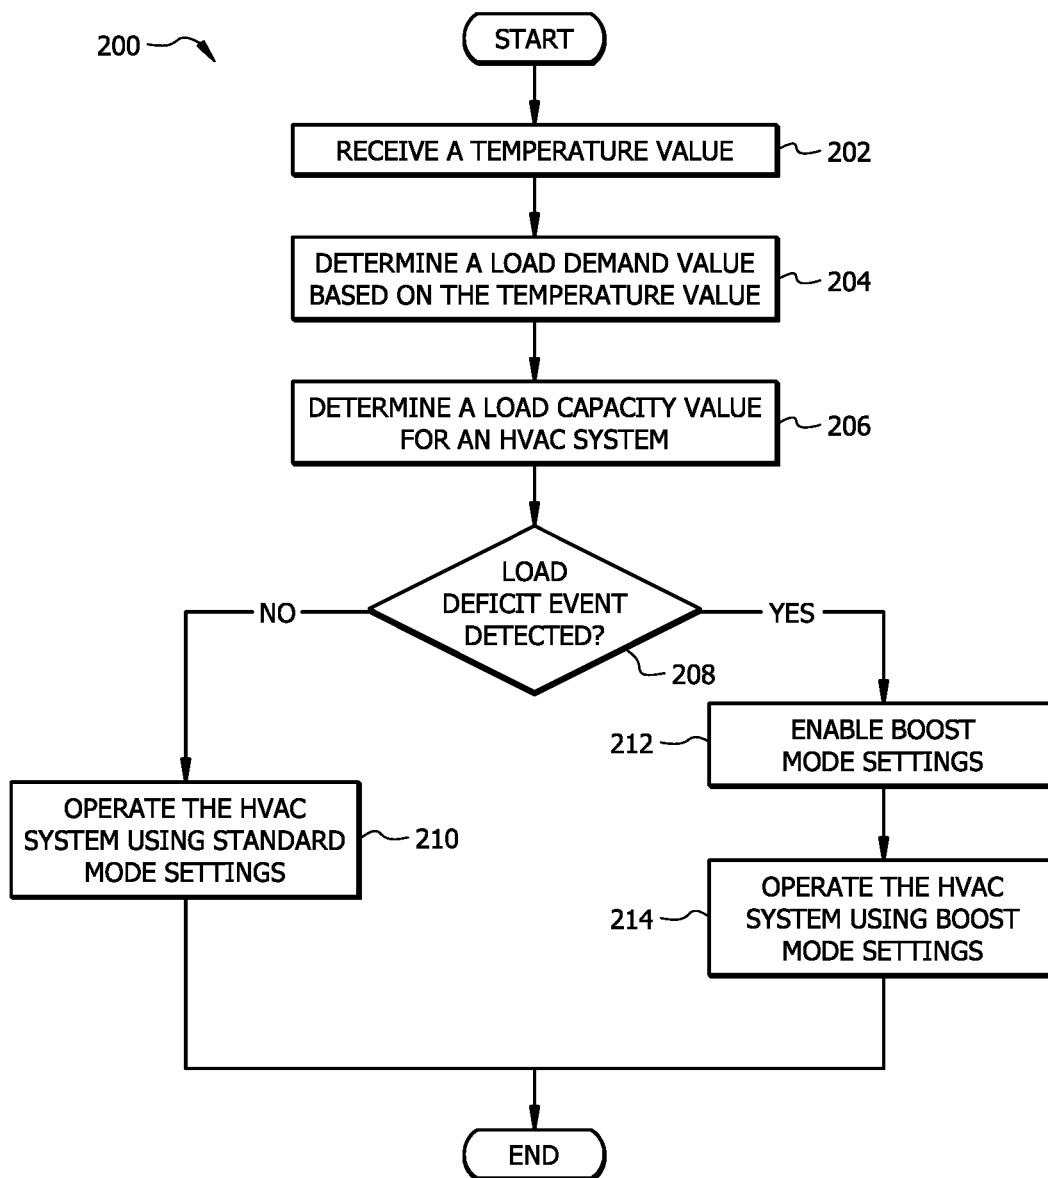 200
START
RECEIVE A TEMPERATURE VALUE
202
DETERMINE A LOAD DEMAND VALUE
BASED ON THE TEMPERATURE VALUE
204
DETERMINE A LOAD CAPACITY VALUE
FOR AN HVAC SYSTEM
206
LOAD
DEFICIT EVENT
DETECTED?
NO
YES
208
212
ENABLE BOOST
MODE SETTINGS
OPERATE THE HVAC
SYSTEM USING STANDARD
MODE SETTINGS
210
214
OPERATE THE HVAC
SYSTEM USING BOOST
MODE SETTINGS
END